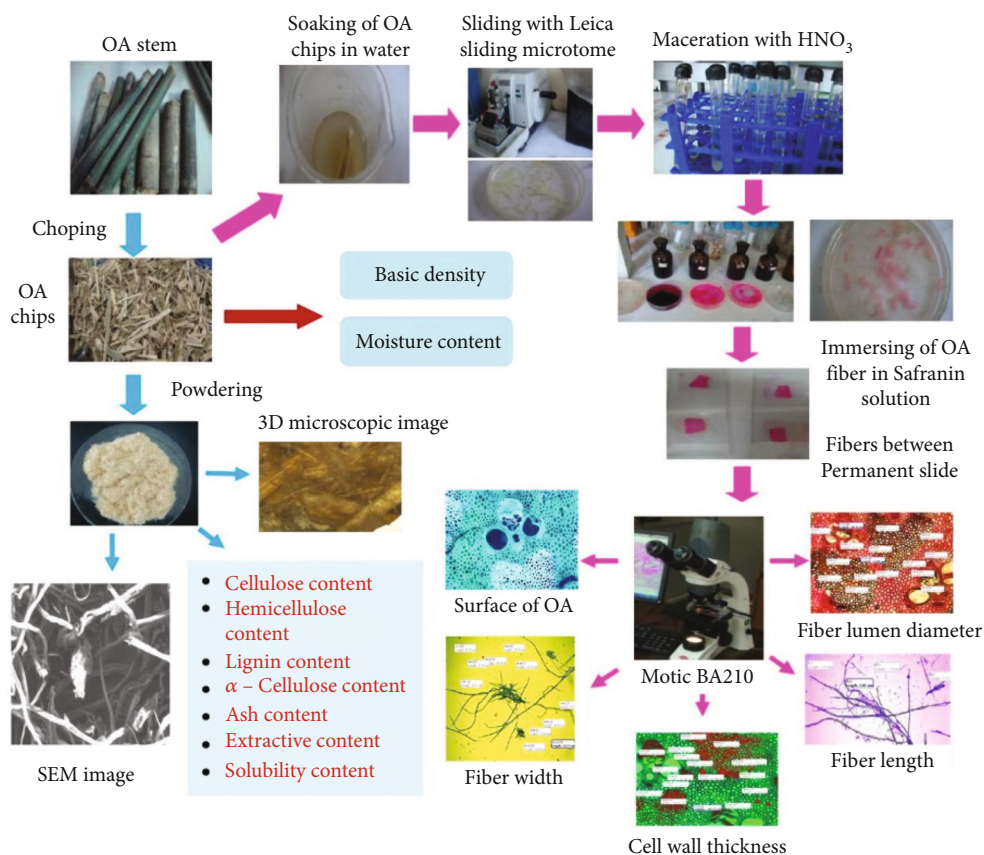 OA stem
Soaking of OA
chips in water
Sliding with Leica
sliding microtome
Maceration with HNO₃
Choping
OA
chips
Basic density
Moisture content
Powdering
3D microscopic image
Immersing of OA
fiber in Safranin
solution
Fibers between
Permanent slide
• Cellulose content
• Hemicellulose
content
• Lignin content
• α – Cellulose content
• Ash content
• Extractive content
• Solubility content
SEM image
Surface of OA
Motic BA210
Fiber lumen diameter
Fiber width
Fiber length
Cell wall thickness